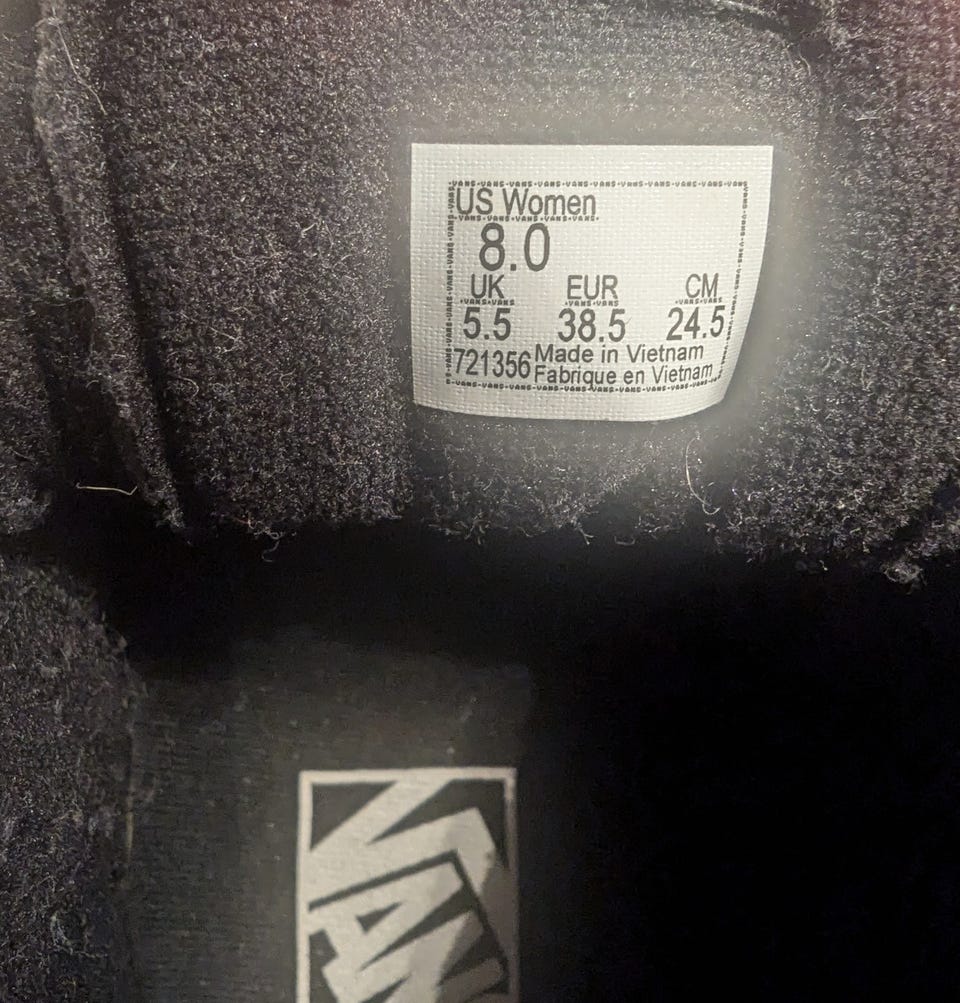 US Women
8.0
UK EUR CM
5.5 38.5 24.5
721356 Made in Vietnam
Fabrique en Vietnam
VANS